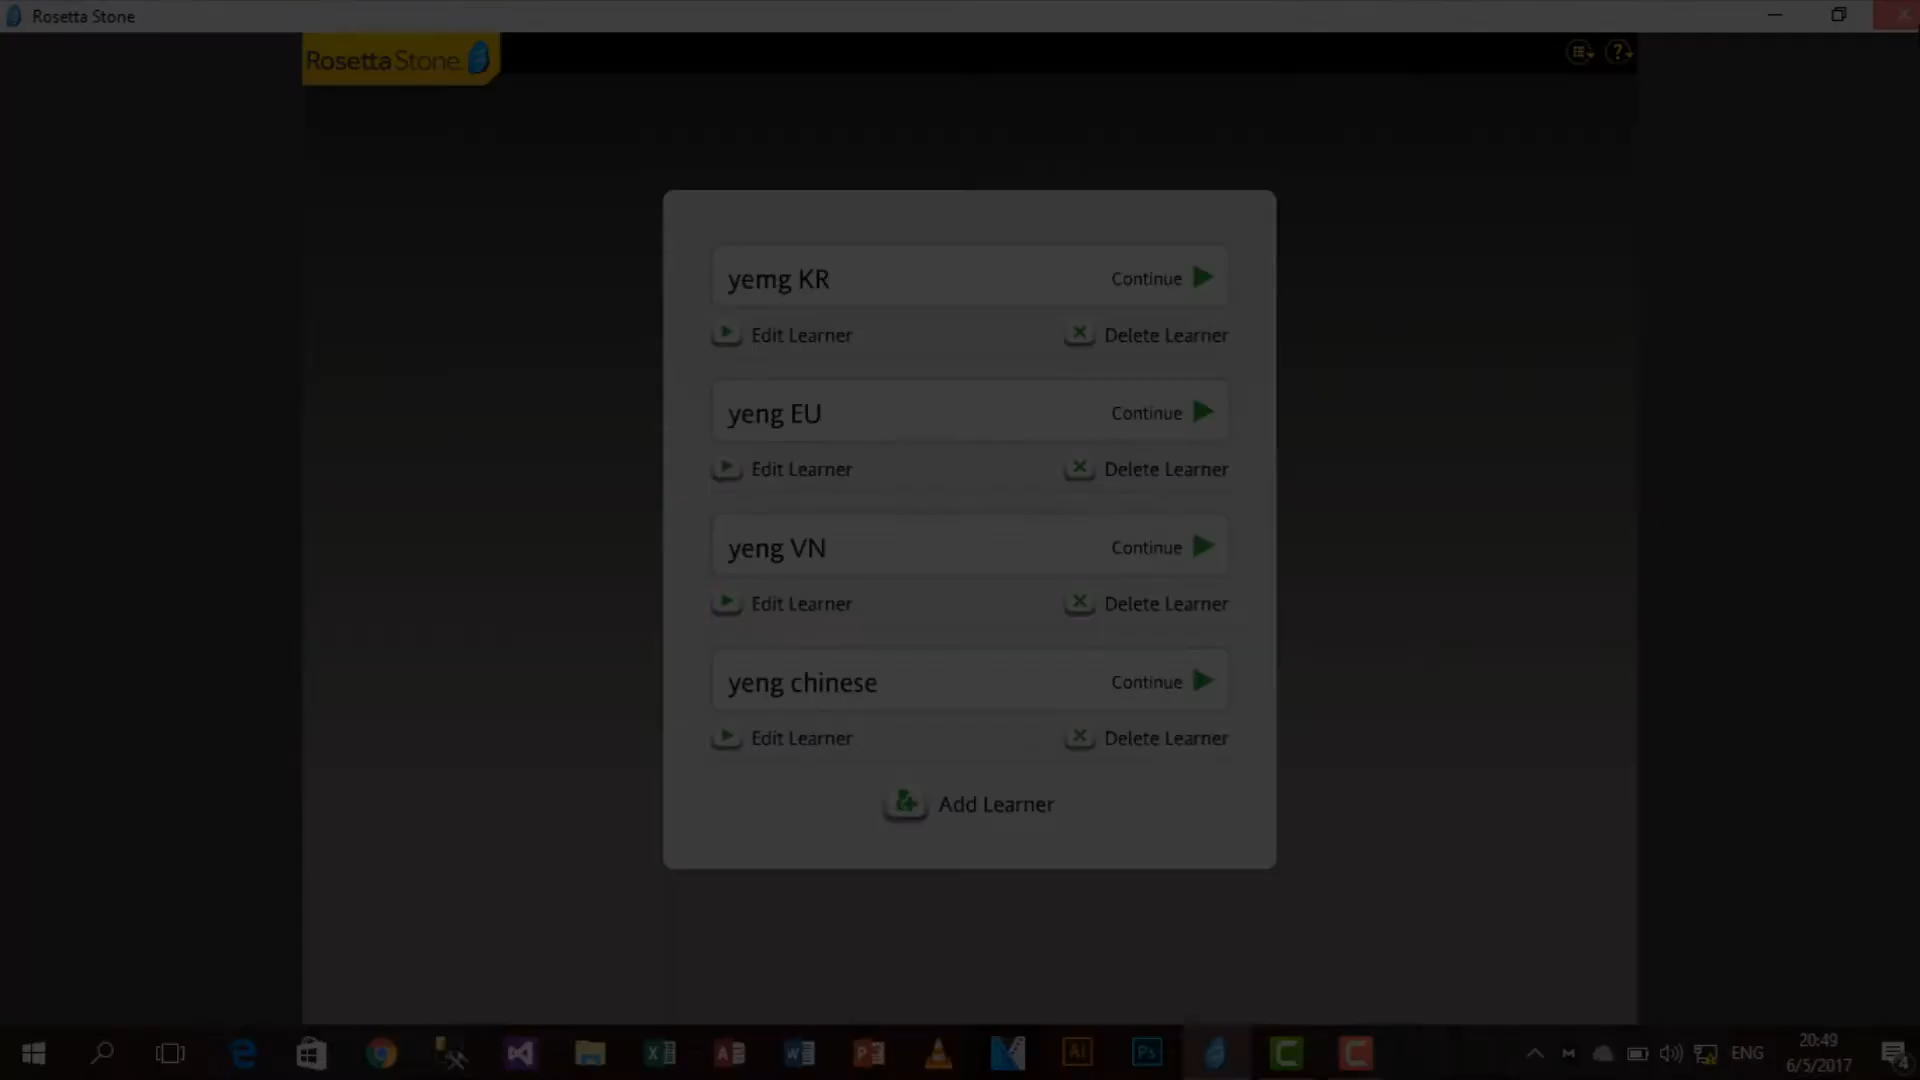 Rosetta Stone
RosettaStone
yemg KR Continue
Edit Learner Delete Learner
yeng EU Continue
Edit Learner Delete Learner
yeng VN Continue
Edit Learner Delete Learner
yeng chinese Continue
Edit Learner Delete Learner
Add Learner
ENG
20:49
6/5/2017
4